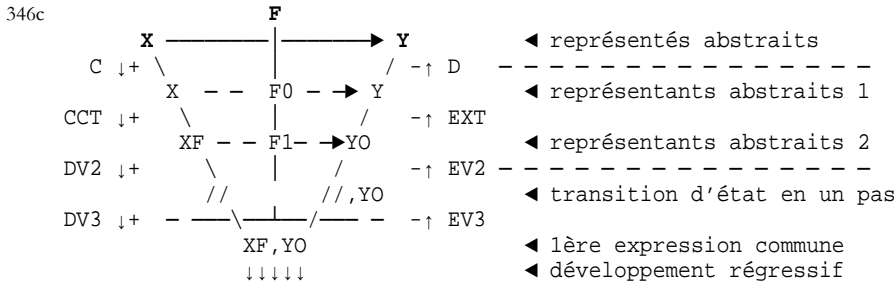 346c
F
X ────────│──────► Y ◄ représentés abstraits
C ↓+ \ │ / -↑ D ─ ─ ─ ─ ─ ─ ─ ─ ─ ─ ─ ─ ─ ─ ─
X ─ ─ F0 ─ ─► Y ◄ représentants abstraits 1
CCT ↓+ \ │ / -↑ EXT
XF ─ ─ F1─ ─►YO ◄ représentants abstraits 2
DV2 ↓+ \ │ / -↑ EV2 ─ ─ ─ ─ ─ ─ ─ ─ ─ ─ ─ ─ ─ ─ ─
// //,YO ◄ transition d'état en un pas
DV3 ↓+ ─ ───\──┴──/─── ─ -↑ EV3
XF,YO ◄ 1ère expression commune
↓↓↓↓↓ ◄ développement régressif